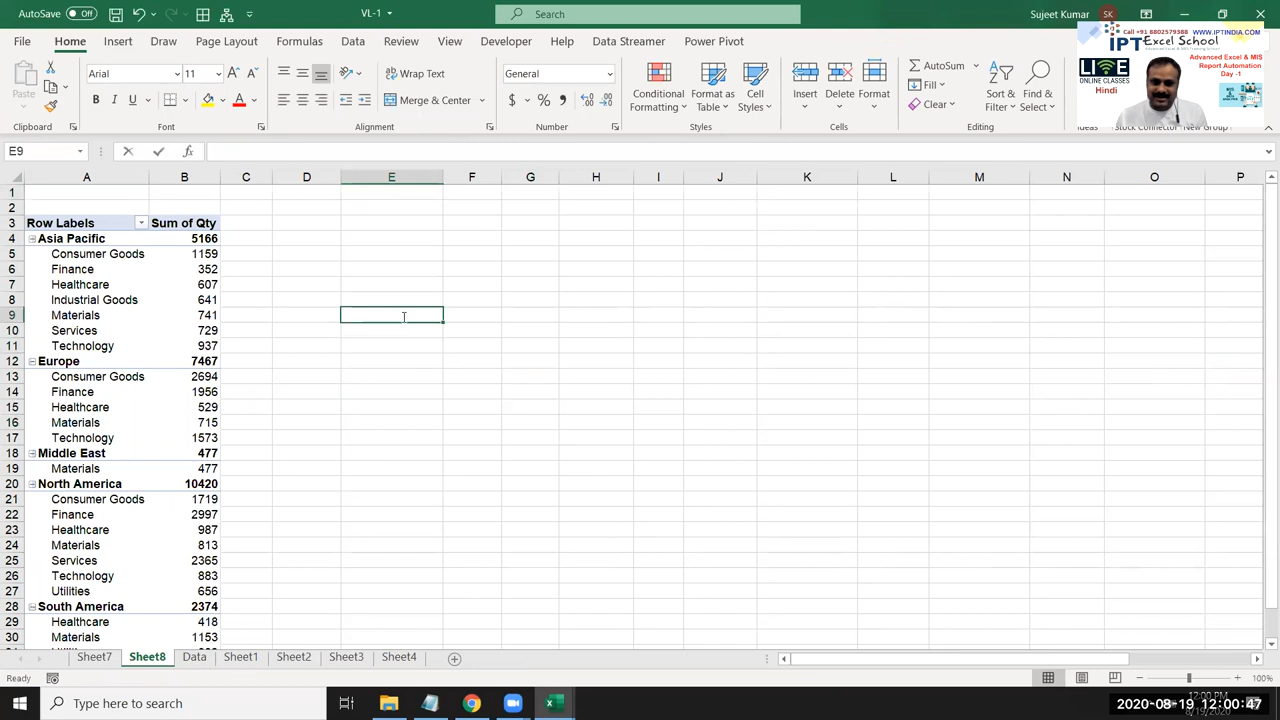 AutoSave Off VL-1 Search Sujeet Kumar SK
File Home Insert Draw Page Layout Formulas Data Review View Developer Help Data Streamer Power Pivot
Call +91 8802579388 WWW.IPTINDIA.COM
IPT Excel School
LIVE
ONLINE CLASSES
Hindi
Advanced Excel & MIS
Report Automation
Day -1
Paste Arial 11 Wrap Text General Conditional Formatting Format as Table Cell Styles Insert Delete Format AutoSum Sort & Filter Find & Select
B I U A Merge & Center $ % Fill
Clear
Clipboard Font Alignment Number Styles Cells Editing Ideas Stock Connector New Group
E9 fx
A B C D E F G H I J K L M N O P
1
2
3 Row Labels Sum of Qty
4 Asia Pacific 5166
5 Consumer Goods 1159
6 Finance 352
7 Healthcare 607
8 Industrial Goods 641
9 Materials 741
10 Services 729
11 Technology 937
12 Europe 7467
13 Consumer Goods 2694
14 Finance 1956
15 Healthcare 529
16 Materials 715
17 Technology 1573
18 Middle East 477
19 Materials 477
20 North America 10420
21 Consumer Goods 1719
22 Finance 2997
23 Healthcare 987
24 Materials 813
25 Services 2365
26 Technology 883
27 Utilities 656
28 South America 2374
29 Healthcare 418
30 Materials 1153
Sheet7 Sheet8 Data Sheet1 Sheet2 Sheet3 Sheet4
Ready 100%
Type here to search
2020-08-19 12:00:47